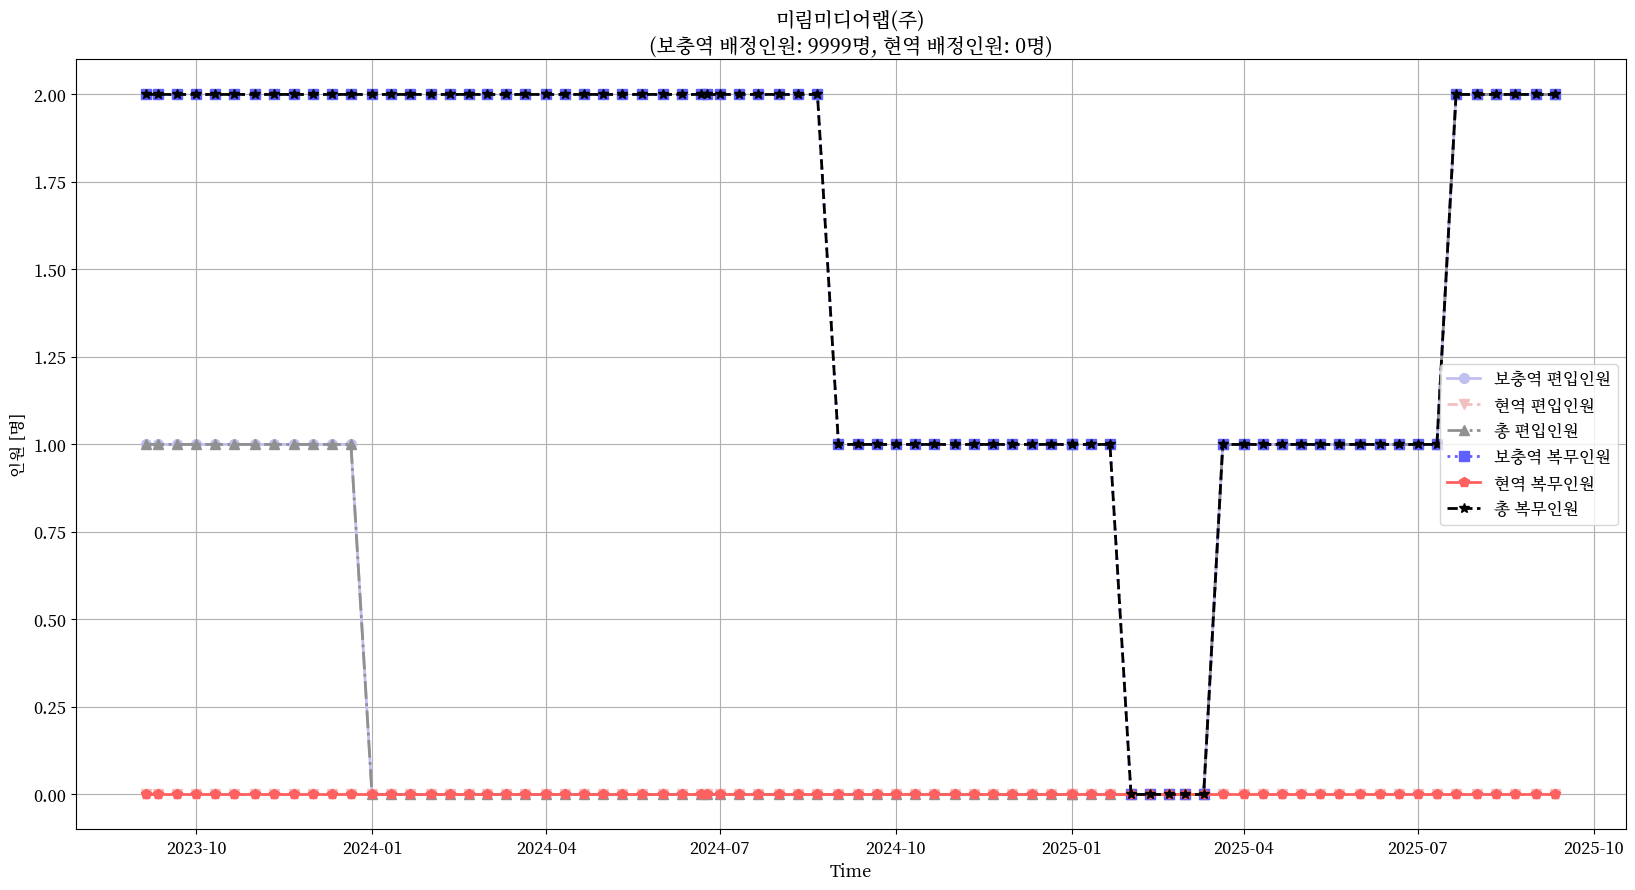 미림미디어랩(주)
(보충역 배정인원: 9999명, 현역 배정인원: 0명)
2.00
1.75
1.50
1.25
1.00
0.75
0.50
0.25
0.00
인원 [명]
보충역 편입인원
현역 편입인원
총 편입인원
보충역 복무인원
현역 복무인원
총 복무인원
2023-10 2024-01 2024-04 2024-07 2024-10 2025-01 2025-04 2025-07 2025-10
Time